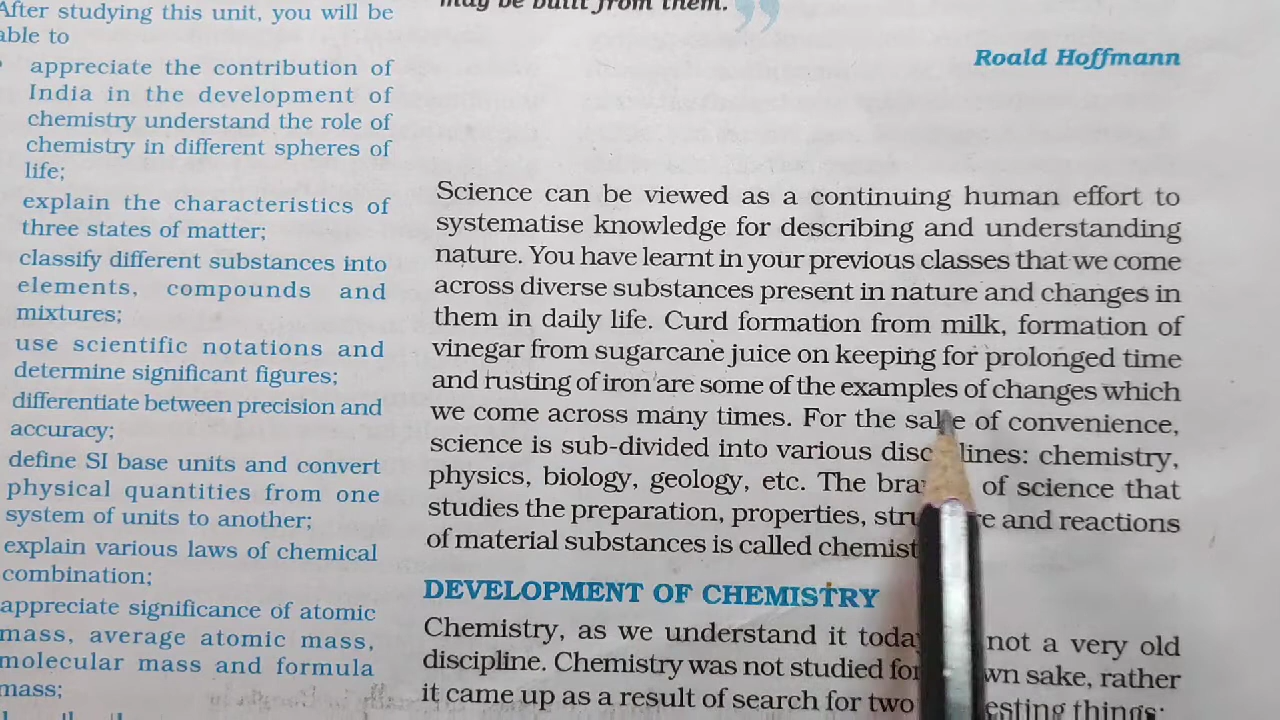 After studying this unit, you will be
able to
appreciate the contribution of
India in the development of
chemistry understand the role of
chemistry in different spheres of
life;
explain the characteristics of
three states of matter;
classify different substances into
elements, compounds and
mixtures;
use scientific notations and
determine significant figures;
differentiate between precision and
accuracy;
define SI base units and convert
physical quantities from one
system of units to another;
explain various laws of chemical
combination;
appreciate significance of atomic
mass, average atomic mass,
molecular mass and formula
mass;
may be built from them.”
Roald Hoffmann
Science can be viewed as a continuing human effort to
systematise knowledge for describing and understanding
nature. You have learnt in your previous classes that we come
across diverse substances present in nature and changes in
them in daily life. Curd formation from milk, formation of
vinegar from sugarcane juice on keeping for prolonged time
and rusting of iron are some of the examples of changes which
we come across many times. For the sake of convenience,
science is sub-divided into various disc lines: chemistry,
physics, biology, geology, etc. The bra of science that
studies the preparation, properties, stru e and reactions
of material substances is called chemist
DEVELOPMENT OF CHEMISTRY
Chemistry, as we understand it toda not a very old
discipline. Chemistry was not studied for wn sake, rather
it came up as a result of search for two esting things: